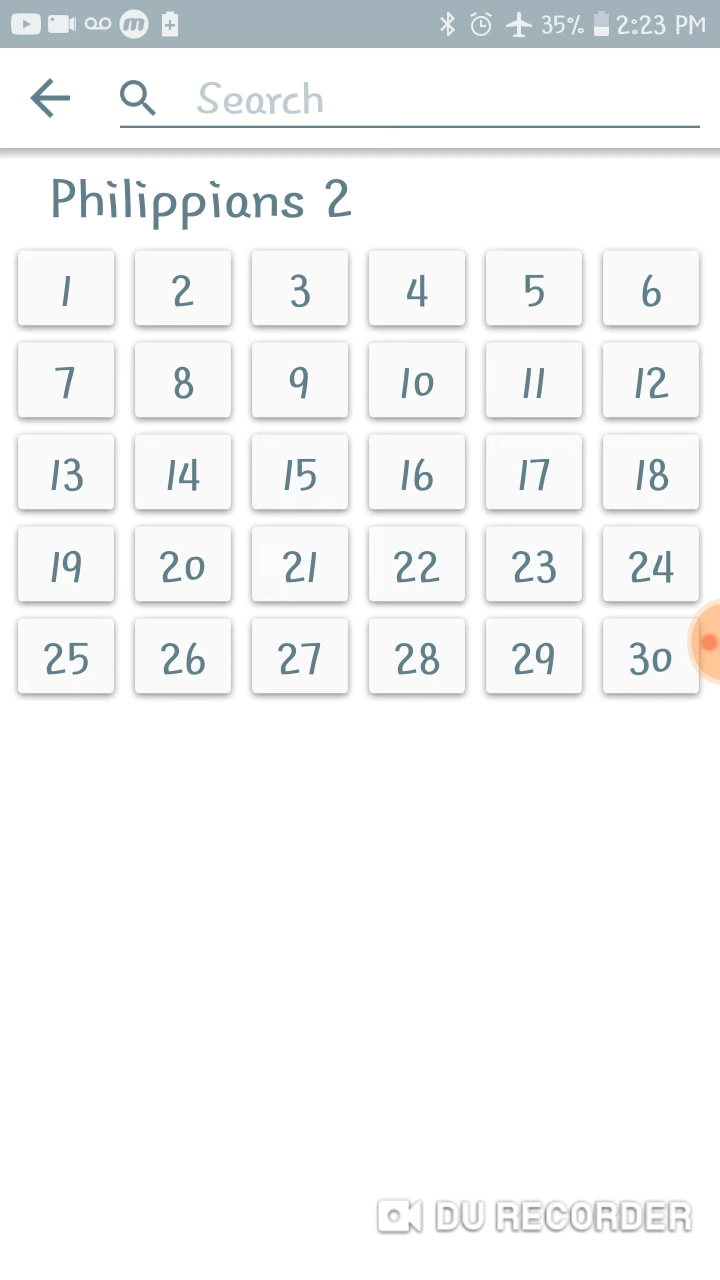 35% 2:23 PM
Search
Philippians 2
1 2 3 4 5 6
7 8 9 10 11 12
13 14 15 16 17 18
19 20 21 22 23 24
25 26 27 28 29 30
DU RECORDER